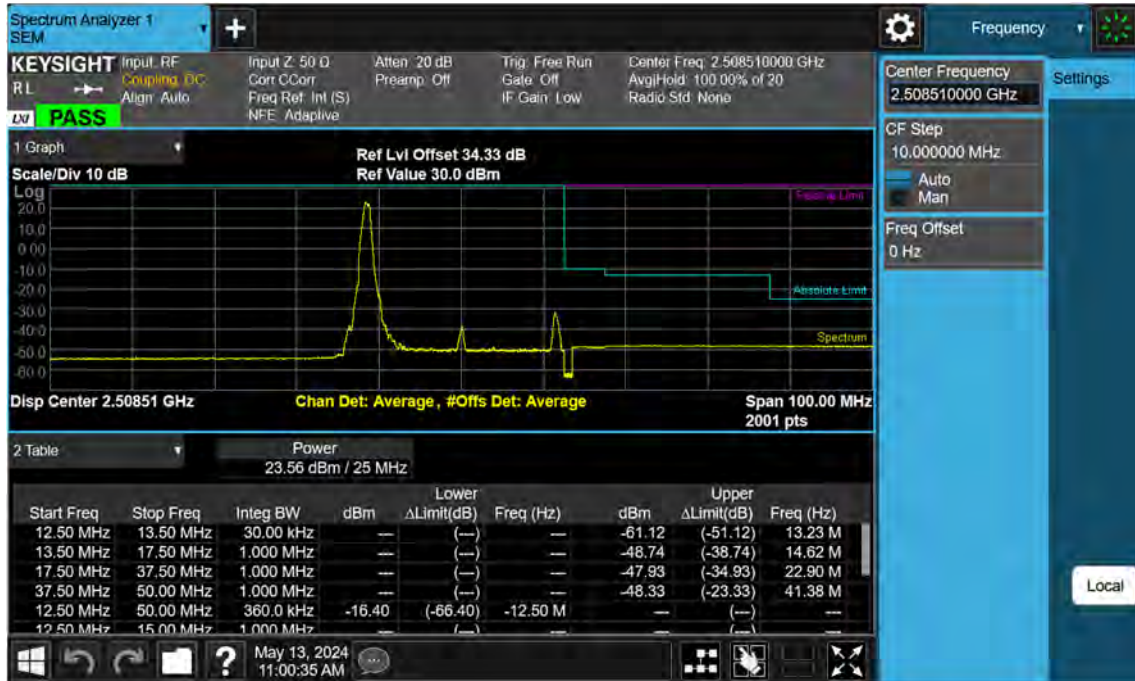 Spectrum Analyzer 1
SEM
Frequency
KEYSIGHT
RL
LXI
PASS
Input: RF
Coupling: DC
Align: Auto
Input Z: 50 Ω
Corr CCorr
Freq Ref: Int (S)
NFE: Adaptive
Atten: 20 dB
Preamp: Off
Trig: Free Run
Gate: Off
IF Gain: Low
Center Freq: 2.508510000 GHz
Avg|Hold: 100.00% of 20
Radio Std: None
Center Frequency
2.508510000 GHz
Settings
CF Step
10.000000 MHz
Auto
Man
Freq Offset
0 Hz
1 Graph
Scale/Div 10 dB
Ref Lvl Offset 34.33 dB
Ref Value 30.0 dBm
Log
20.0
10.0
0.00
-10.0
-20.0
-30.0
-40.0
-50.0
-60.0
Absolute Limit
Spectrum
Disp Center 2.50851 GHz
Chan Det: Average, #Offs Det: Average
Span 100.00 MHz
2001 pts
2 Table
Power
23.56 dBm / 25 MHz
Lower Upper
Start Freq Stop Freq Integ BW dBm ΔLimit(dB) Freq (Hz) dBm ΔLimit(dB) Freq (Hz)
12.50 MHz 13.50 MHz 30.00 kHz --- (---) --- -61.12 (-51.12) 13.23 M
13.50 MHz 17.50 MHz 1.000 MHz --- (---) --- -48.74 (-38.74) 14.62 M
17.50 MHz 37.50 MHz 1.000 MHz --- (---) --- -47.93 (-34.93) 22.90 M
37.50 MHz 50.00 MHz 1.000 MHz --- (---) --- -48.33 (-23.33) 41.38 M
12.50 MHz 50.00 MHz 360.0 kHz -16.40 (-66.40) -12.50 M --- (---) ---
12.50 MHz 15.00 MHz 1.000 MHz --- (---) --- --- (---) ---
Local
?
May 13, 2024
11:00:35 AM